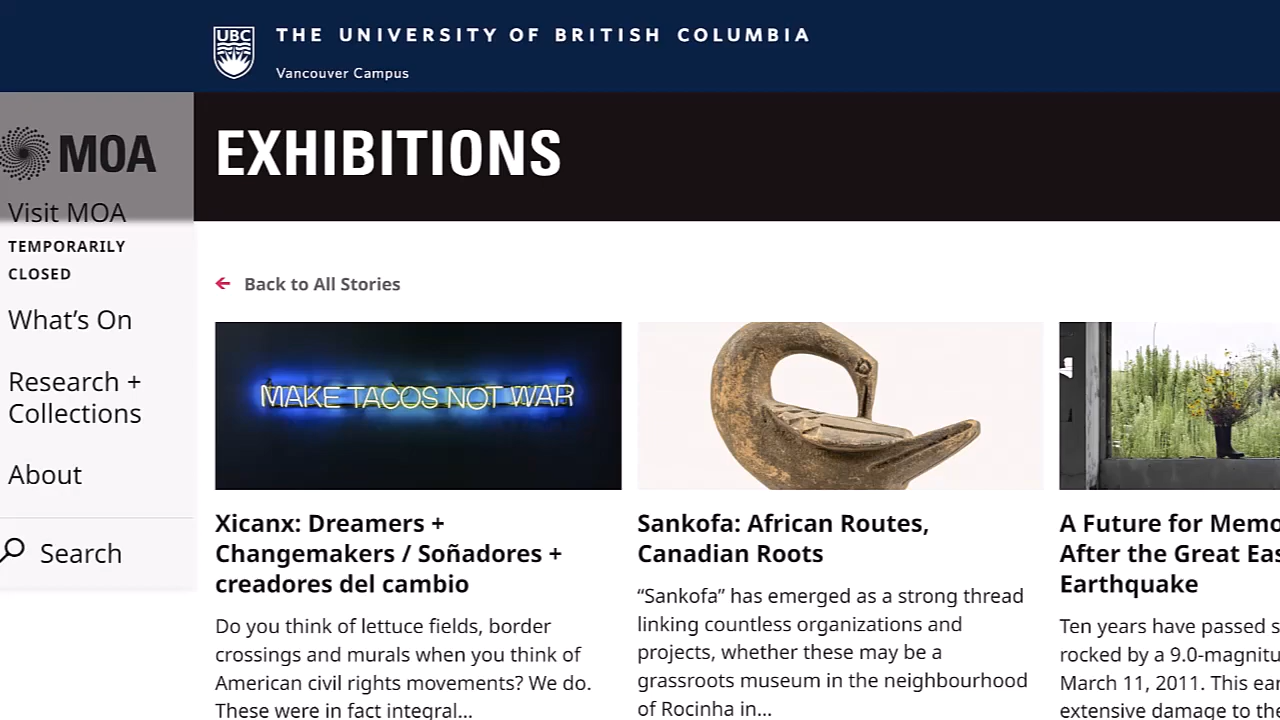 UBC
THE UNIVERSITY OF BRITISH COLUMBIA
Vancouver Campus
MOA
EXHIBITIONS
Visit MOA
TEMPORARILY
CLOSED
What’s On
Research +
Collections
About
Search
Back to All Stories
MAKE TACOS NOT WAR
Xicanx: Dreamers +
Changemakers / Soñadores +
creadores del cambio
Do you think of lettuce fields, border
crossings and murals when you think of
American civil rights movements? We do.
These were in fact integral...
Sankofa: African Routes,
Canadian Roots
“Sankofa” has emerged as a strong thread
linking countless organizations and
projects, whether these may be a
grassroots museum in the neighbourhood
of Rocinha in...
A Future for Memo
After the Great Eas
Earthquake
Ten years have passed s
rocked by a 9.0-magnitu
March 11, 2011. This ear
extensive damage to the